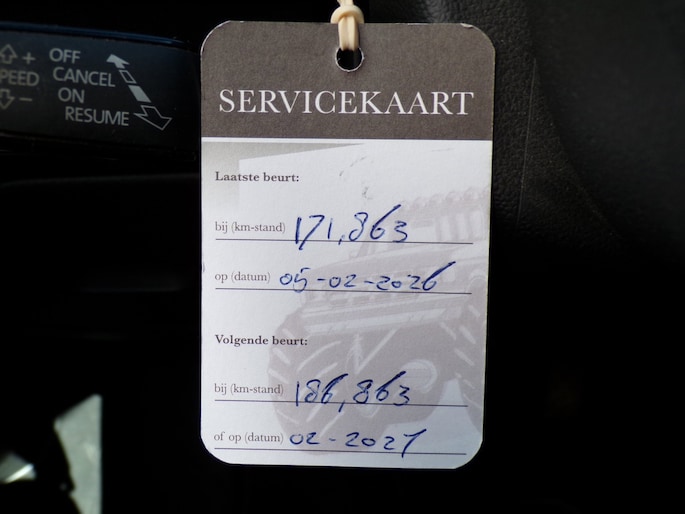 OFF
+
SPEED CANCEL
ON
-
RESUME
SERVICEKAART
Laatste beurt:
bij (km-stand) 171,863
op (datum) 05-02-2026
Volgende beurt:
bij (km-stand) 186,863
of op (datum) 02-2027